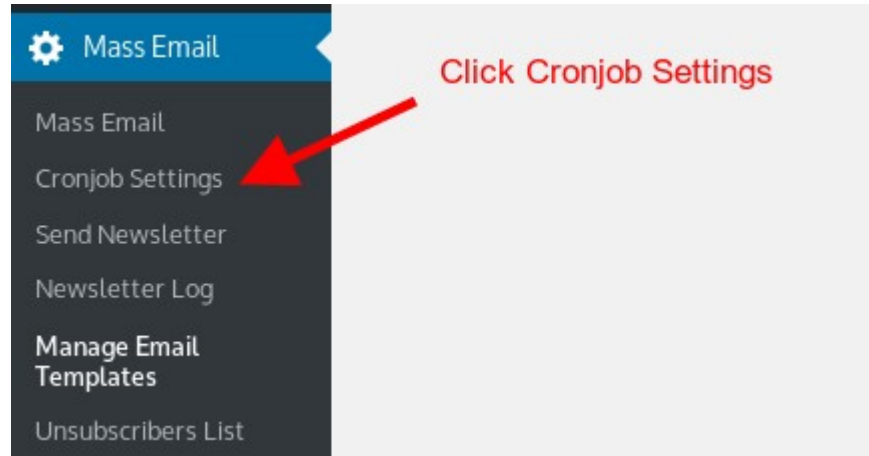 Mass Email
Click Cronjob Settings
Mass Email
Cronjob Settings
Send Newsletter
Newsletter Log
Manage Email
Templates
Unsubscribers List